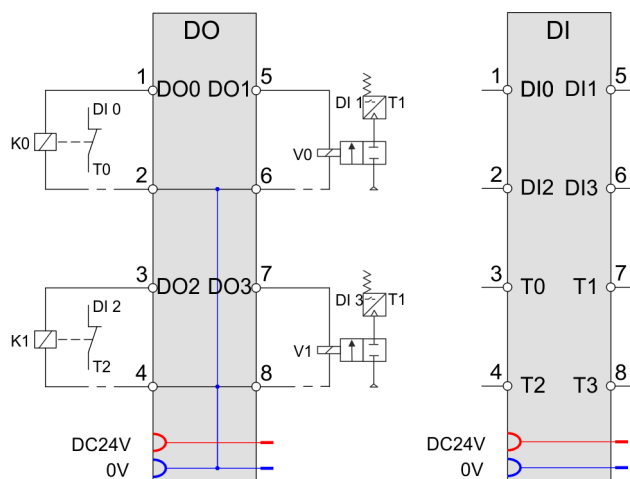 DO
DI
1
5
1
5
DO0 DO1
DI0 DI1
DI 0
DI 1
T1
K0
V0
T0
2
6
2
6
DI2 DI3
3
7
3
7
DO2 DO3
T0 T1
DI 2
DI 3
T1
K1
V1
T2
4
8
4
8
T2 T3
DC24V
DC24V
0V
0V